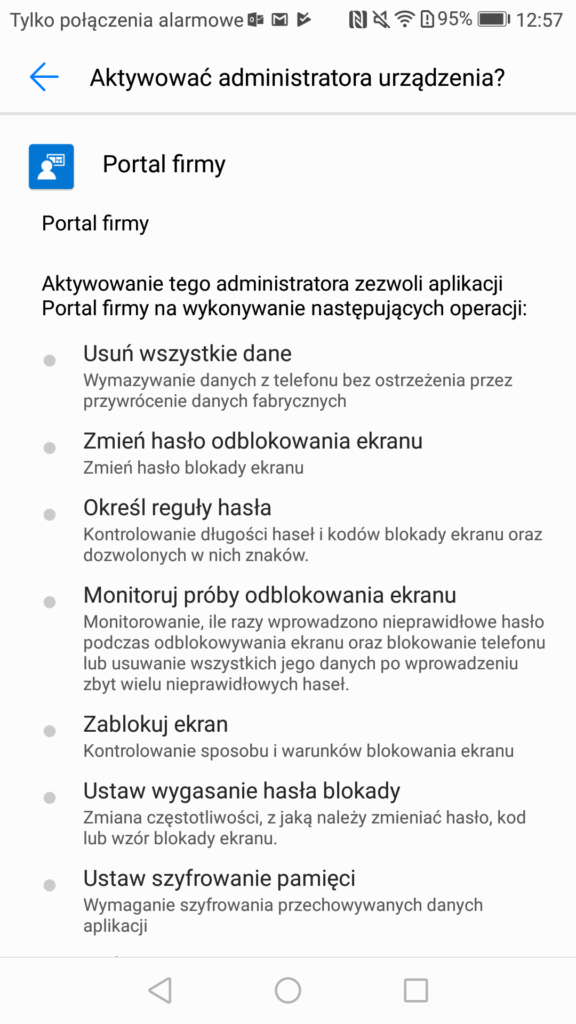 Tylko połączenia alarmowe 95% 12:57
Aktywować administratora urządzenia?
Portal firmy
Portal firmy
Aktywowanie tego administratora zezwoli aplikacji
Portal firmy na wykonywanie następujących operacji:
Usuń wszystkie dane
Wymazywanie danych z telefonu bez ostrzeżenia przez
przywrócenie danych fabrycznych
Zmień hasło odblokowania ekranu
Zmień hasło blokady ekranu
Określ reguły hasła
Kontrolowanie długości haseł i kodów blokady ekranu oraz
dozwolonych w nich znaków.
Monitoruj próby odblokowania ekranu
Monitorowanie, ile razy wprowadzono nieprawidłowe hasło
podczas odblokowywania ekranu oraz blokowanie telefonu
lub usuwanie wszystkich jego danych po wprowadzeniu
zbyt wielu nieprawidłowych haseł.
Zablokuj ekran
Kontrolowanie sposobu i warunków blokowania ekranu
Ustaw wygasanie hasła blokady
Zmiana częstotliwości, z jaką należy zmieniać hasło, kod
lub wzór blokady ekranu.
Ustaw szyfrowanie pamięci
Wymaganie szyfrowania przechowywanych danych
aplikacji